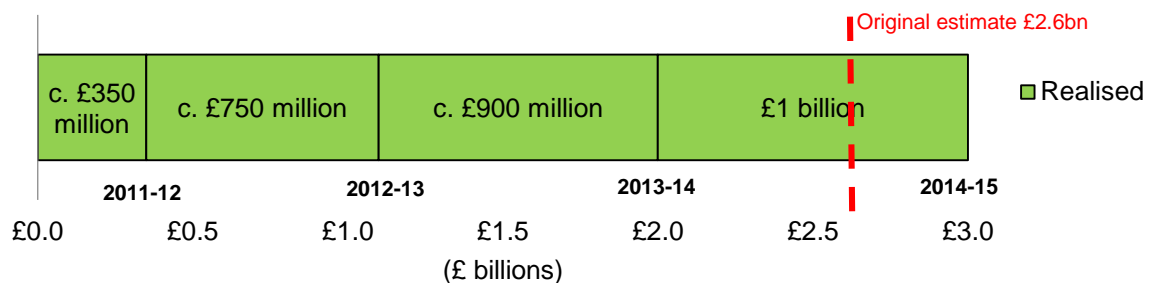 Original estimate £2.6bn
c. £350
million
c. £750 million
c. £900 million
£1 billion
Realised
2011-12
2012-13
2013-14
2014-15
£0.0
£0.5
£1.0
£1.5
£2.0
£2.5
£3.0
(£ billions)